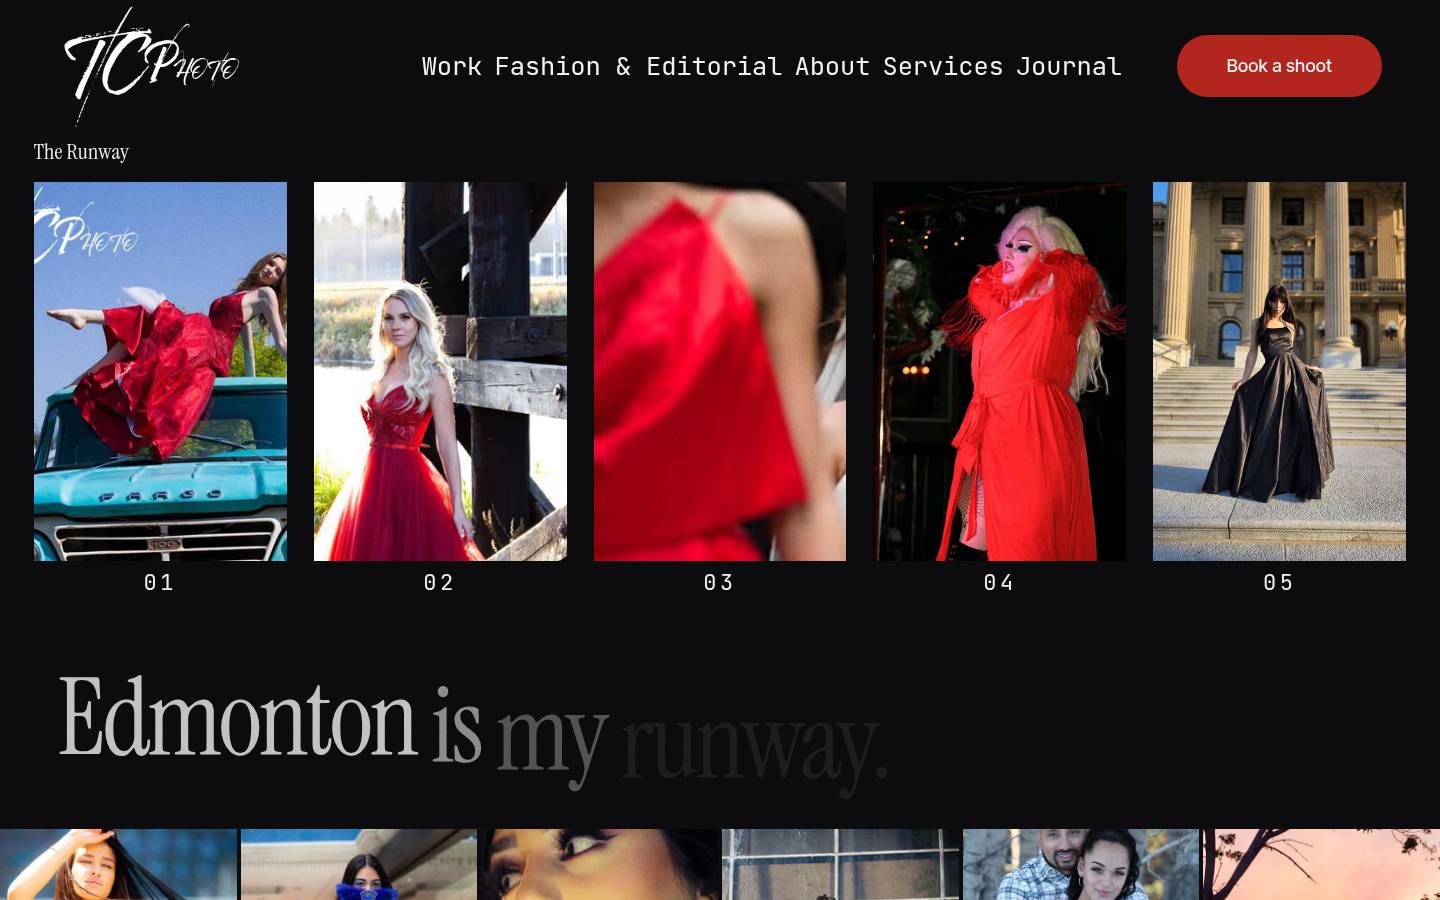 TCPHOTO
Work Fashion & Editorial About Services Journal
Book a shoot
The Runway
CPHOTO
FARGO
01
02
03
04
05
Edmonton is my runway.